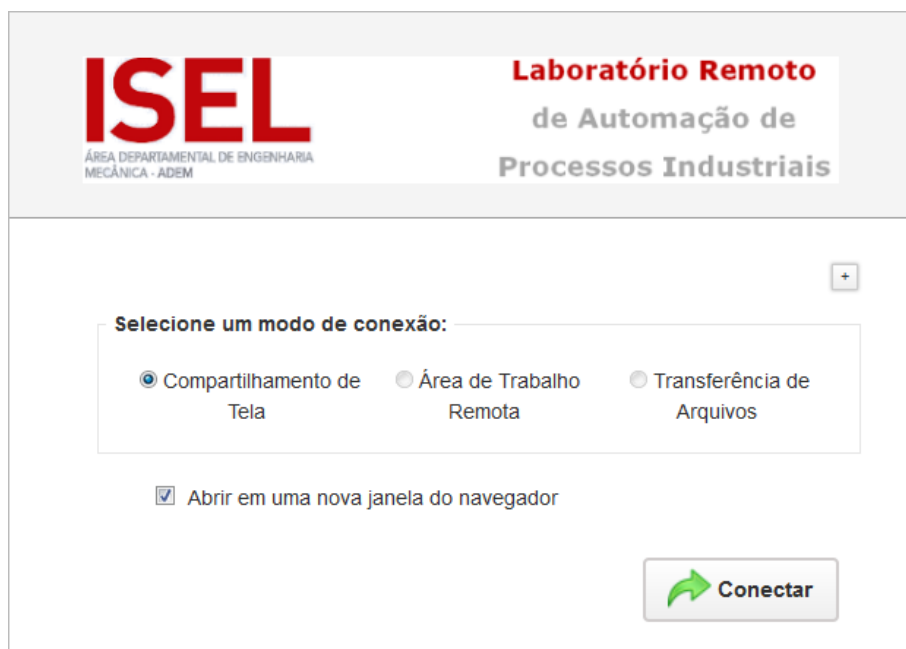 ISEL
ÁREA DEPARTAMENTAL DE ENGENHARIA
MECÂNICA - ADEM
Laboratório Remoto
de Automação de
Processos Industriais
+
Selecione um modo de conexão:
Compartilhamento de Tela
Área de Trabalho Remota
Transferência de Arquivos
Abrir em uma nova janela do navegador
Conectar